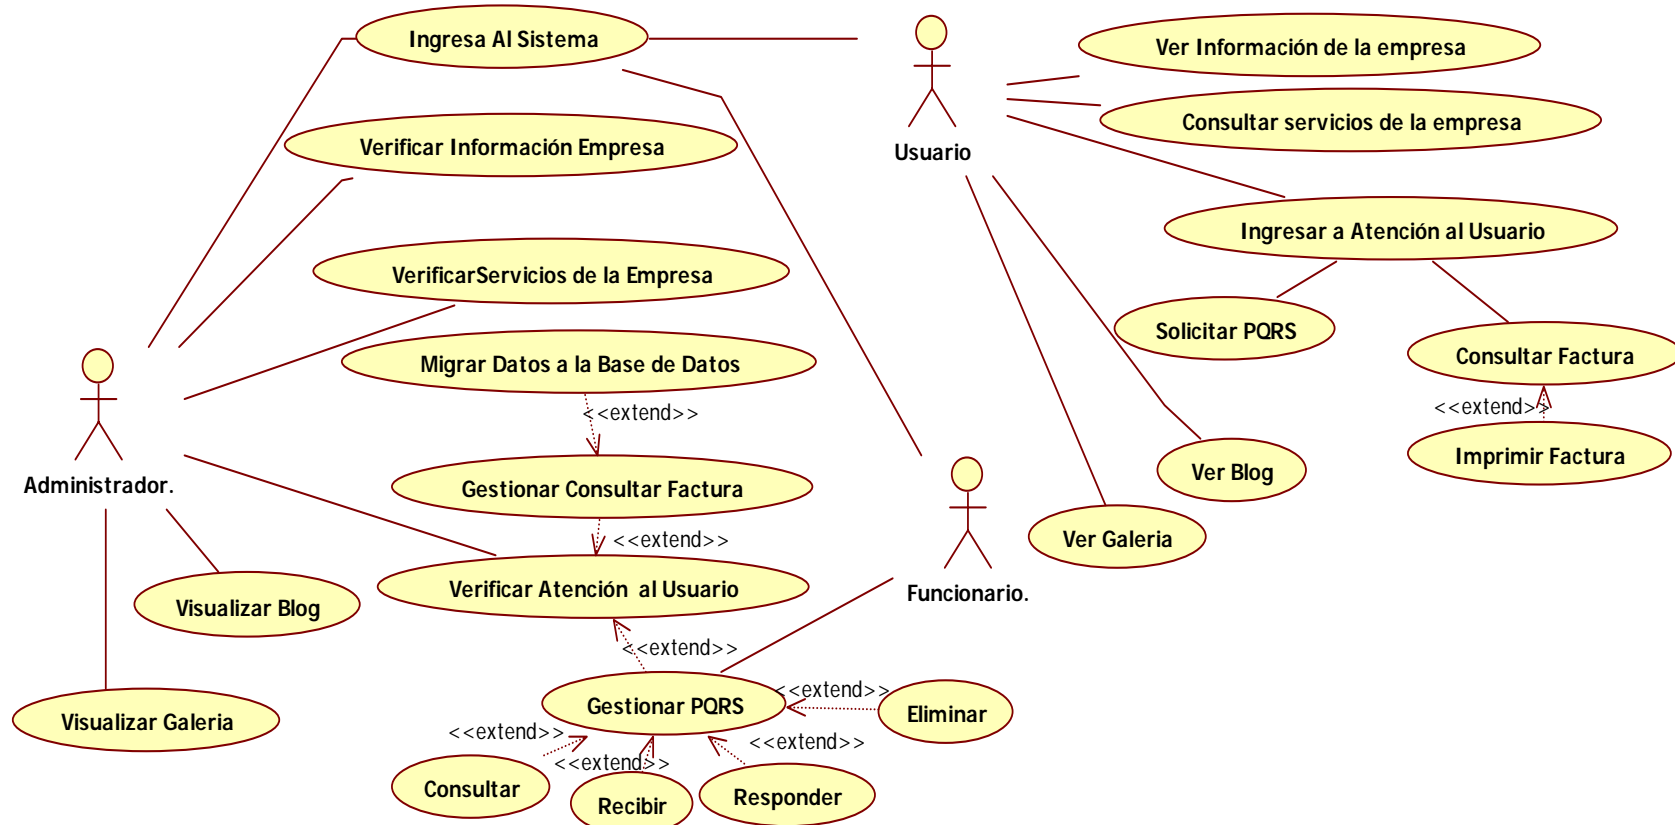 Ingresa Al Sistema
Ver Información de la empresa
Consultar servicios de la empresa
Verificar Información Empresa
Usuario
Ingresar a Atención al Usuario
VerificarServicios de la Empresa
Solicitar PQRS
Migrar Datos a la Base de Datos
Consultar Factura
<<extend>>
<<extend>>
Imprimir Factura
Ver Blog
Administrador.
Gestionar Consultar Factura
<<extend>>
Ver Galeria
Verificar Atención  al Usuario
Funcionario.
Visualizar Blog
<<extend>>
Gestionar PQRS
<<extend>>
Eliminar
Visualizar Galeria
<<extend>>
<<extend>>
<<extend>>
Consultar
Recibir
Responder